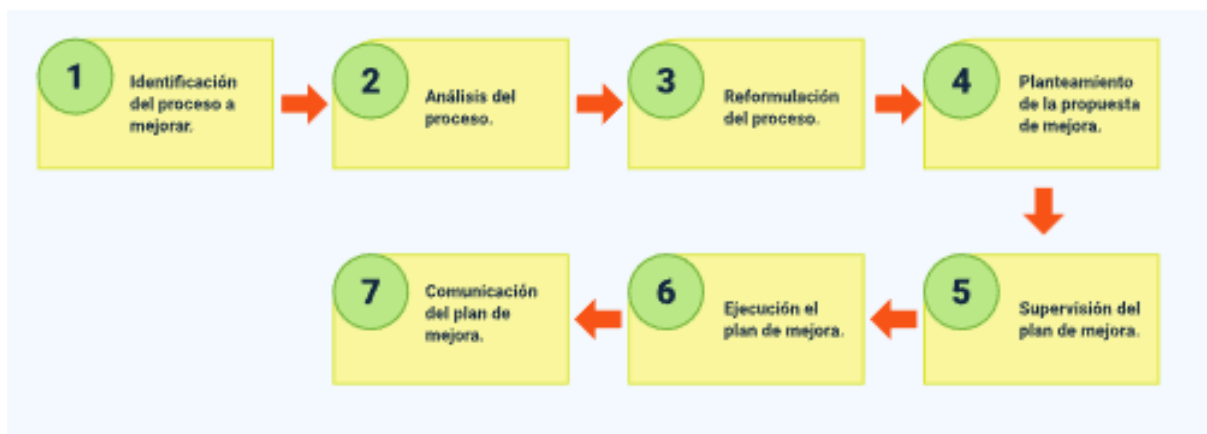 1
Identificación
del proceso a
mejorar.
2
Análisis del
proceso.
3
Reformulación
del proceso.
4
Planteamiento
de la propuesta
de mejora.
5
Supervisión del
plan de mejora.
6
Ejecución el
plan de mejora.
7
Comunicación
del plan de
mejora.